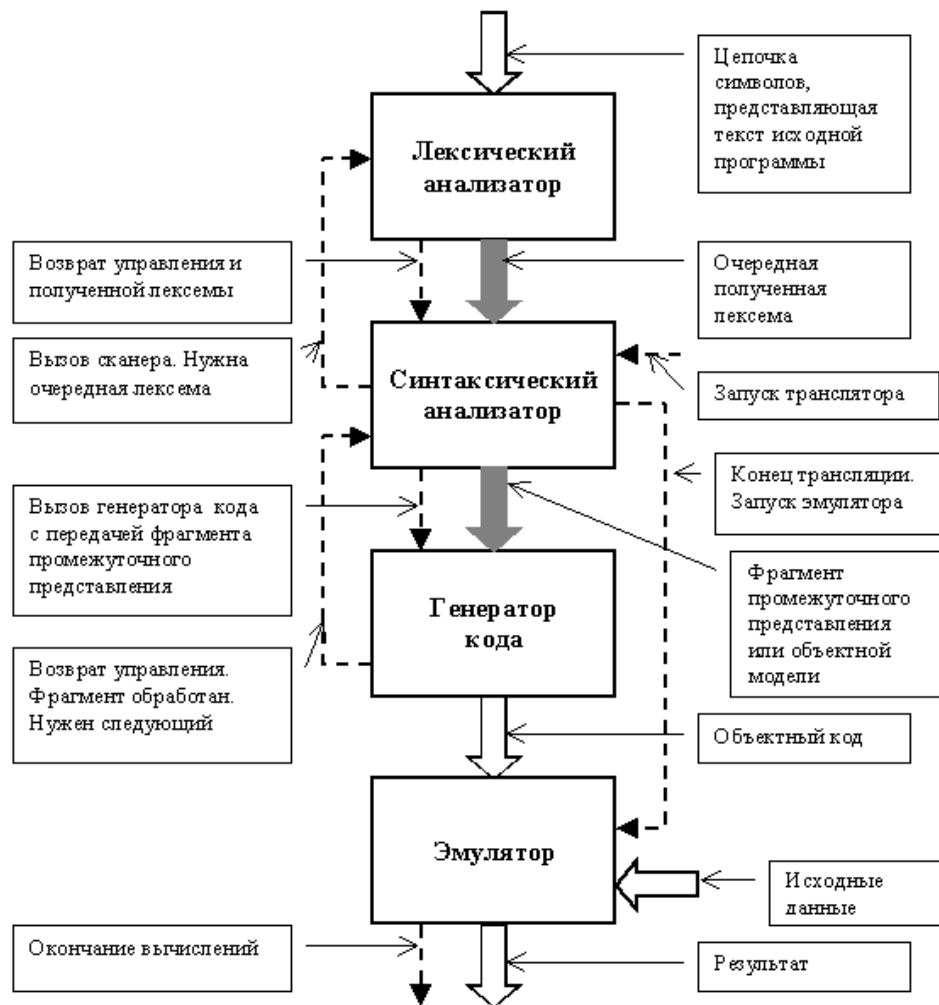 Цепочка
символов,
представляющая
текст исходной
программы
Лексический
анализатор
Возврат управления и
полученной лексемы
Очередная
полученная
лексема
Вызов сканера. Нужна
очередная лексема
Синтаксический
анализатор
Запуск транслятора
Конец трансляции.
Запуск эмулятора
Вызов генератора кода
с передачей фрагмента
промежуточного
представления
Генератор
кода
Фрагмент
промежуточного
представления
или объектной
модели
Возврат управления.
Фрагмент обработан.
Нужен следующий
Объектный код
Эмулятор
Исходные
данные
Окончание вычислений
Результат